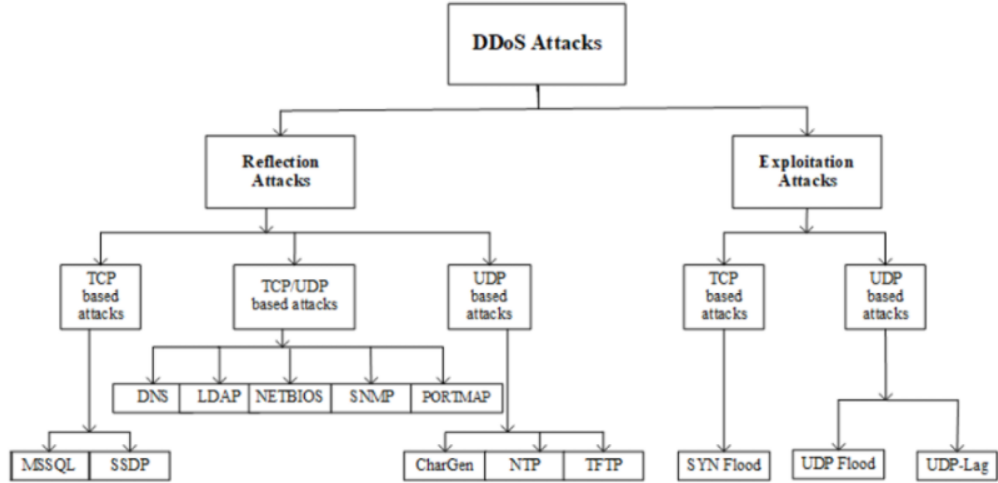 DDoS Attacks
Reflection
Attacks
Exploitation
Attacks
TCP
based
attacks
TCP/UDP
based attacks
UDP
based
attacks
TCP
based
attacks
UDP
based
attacks
DNS
LDAP
NETBIOS
SNMP
PORTMAP
MSSQL
SSDP
CharGen
NTP
TFTP
SYN Flood
UDP Flood
UDP-Lag